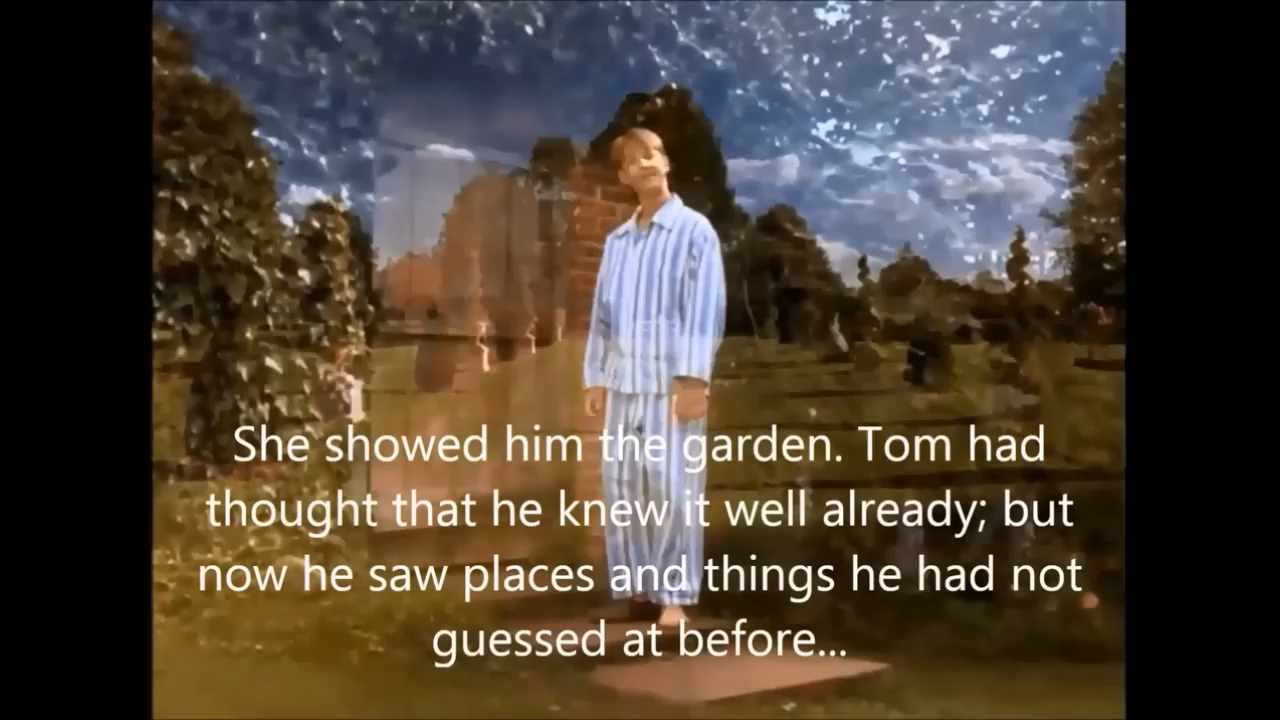 She showed him the garden. Tom had
thought that he knew it well already; but
now he saw places and things he had not
guessed at before...